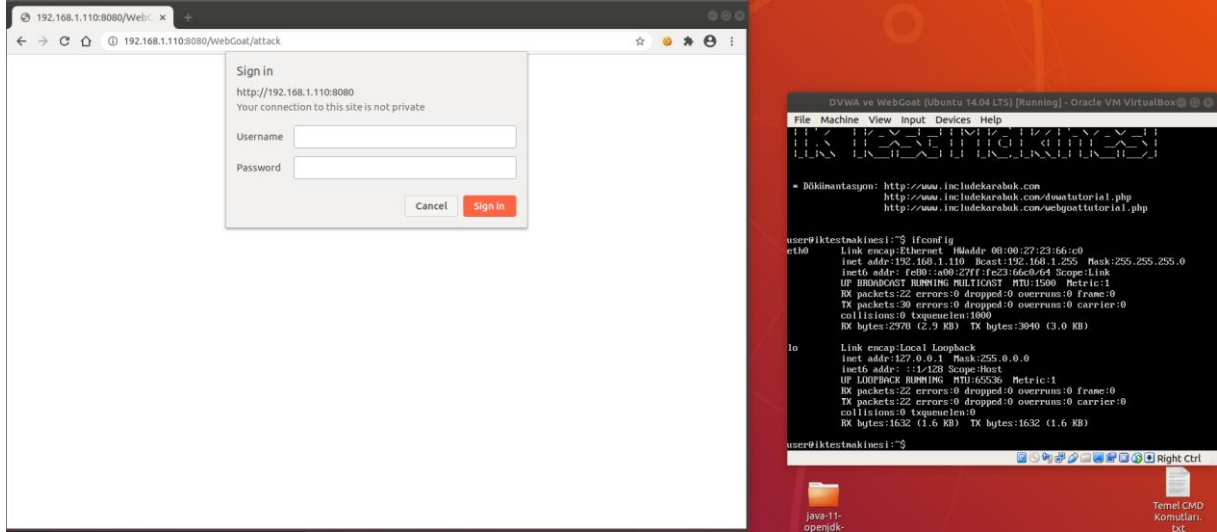 192.168.1.110:8080/WebG
192.168.1.110:8080/WebGoat/attack
Sign in
http://192.168.1.110:8080
Your connection to this site is not private
Username
Password
Cancel
Sign in
DVWA ve WebGoat (Ubuntu 14.04 LTS) [Running] - Oracle VM VirtualBox
File Machine View Input Devices Help
İK TestMakinesi
* Dökümantasyon: http://www.includekarabuk.com
http://www.includekarabuk.com/dvwatutorial.php
http://www.includekarabuk.com/webgoattutorial.php
user@iktestmakinesi:~$ ifconfig
eth0 Link encap:Ethernet HWaddr 08:00:27:23:66:c0
inet addr:192.168.1.110 Bcast:192.168.1.255 Mask:255.255.255.0
inet6 addr: fe80::a00:27ff:fe23:66c0/64 Scope:Link
UP BROADCAST RUNNING MULTICAST MTU:1500 Metric:1
RX packets:22 errors:0 dropped:0 overruns:0 frame:0
TX packets:30 errors:0 dropped:0 overruns:0 carrier:0
collisions:0 txqueuelen:1000
RX bytes:2978 (2.9 KB) TX bytes:3040 (3.0 KB)
lo Link encap:Local Loopback
inet addr:127.0.0.1 Mask:255.0.0.0
inet6 addr: ::1/128 Scope:Host
UP LOOPBACK RUNNING MTU:65536 Metric:1
RX packets:22 errors:0 dropped:0 overruns:0 frame:0
TX packets:22 errors:0 dropped:0 overruns:0 carrier:0
collisions:0 txqueuelen:0
RX bytes:1632 (1.6 KB) TX bytes:1632 (1.6 KB)
user@iktestmakinesi:~$
Right Ctrl
java-11-
openjdk-
Temel CMD
Komutları.
txt